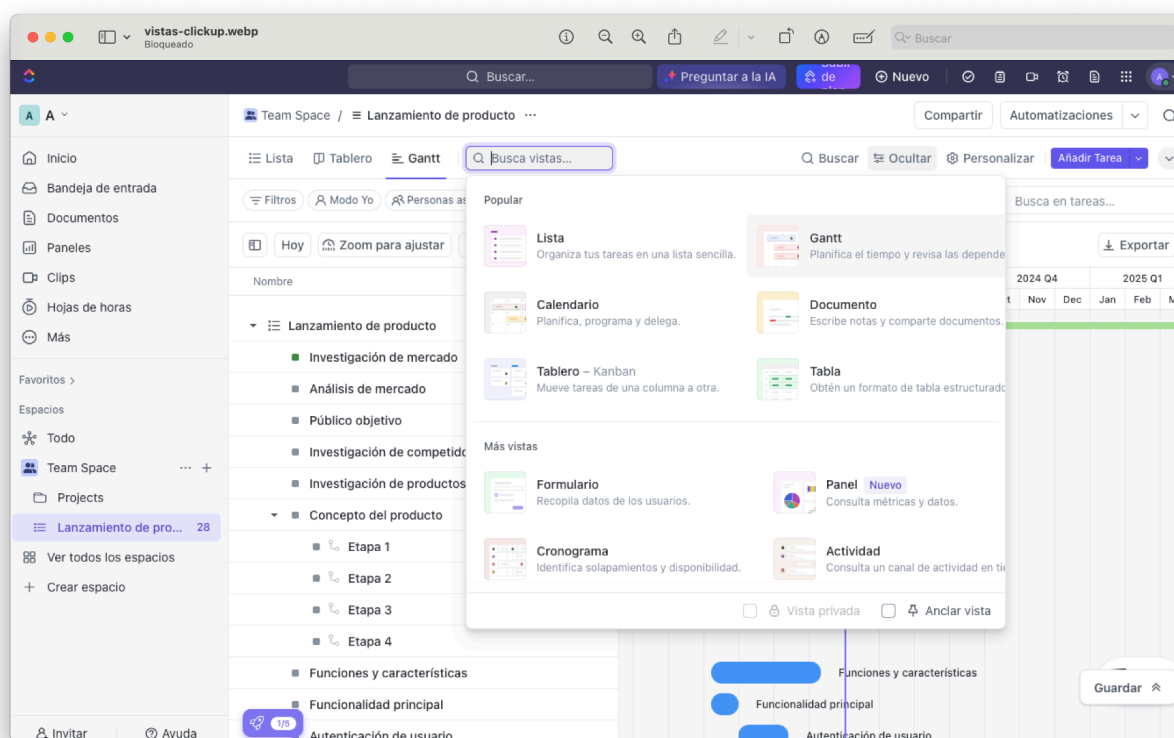 vistas-clickup.webp
Bloqueado
Buscar
Buscar...
Preguntar a la IA
Subir de plan
Nuevo
A
A
A
Team Space / Lanzamiento de producto ...
Compartir
Automatizaciones
Inicio
Bandeja de entrada
Documentos
Paneles
Clips
Hojas de horas
Más
Favoritos >
Espacios
Todo
Team Space
Projects
Lanzamiento de pro... 28
Ver todos los espacios
Crear espacio
Invitar
Ayuda
Lista
Tablero
Gantt
Busca vistas...
Buscar
Ocultar
Personalizar
Añadir Tarea
Filtros
Modo Yo
Personas as
Busca en tareas...
Hoy
Zoom para ajustar
Exportar
Nombre
2024 Q4
2025 Q1
t
Nov
Dec
Jan
Feb
M
Lanzamiento de producto
Investigación de mercado
Análisis de mercado
Público objetivo
Investigación de competido
Investigación de productos
Concepto del producto
Etapa 1
Etapa 2
Etapa 3
Etapa 4
Funciones y características
Funcionalidad principal
Autenticación de usuario
1/5
Popular
Lista
Organiza tus tareas en una lista sencilla.
Gantt
Planifica el tiempo y revisa las depende
Calendario
Planifica, programa y delega.
Documento
Escribe notas y comparte documentos.
Tablero – Kanban
Mueve tareas de una columna a otra.
Tabla
Obtén un formato de tabla estructurado
Más vistas
Formulario
Recopila datos de los usuarios.
Panel Nuevo
Consulta métricas y datos.
Cronograma
Identifica solapamientos y disponibilidad.
Actividad
Consulta un canal de actividad en tie
Vista privada
Anclar vista
Funciones y características
Funcionalidad principal
Autenticación de usuario
Guardar